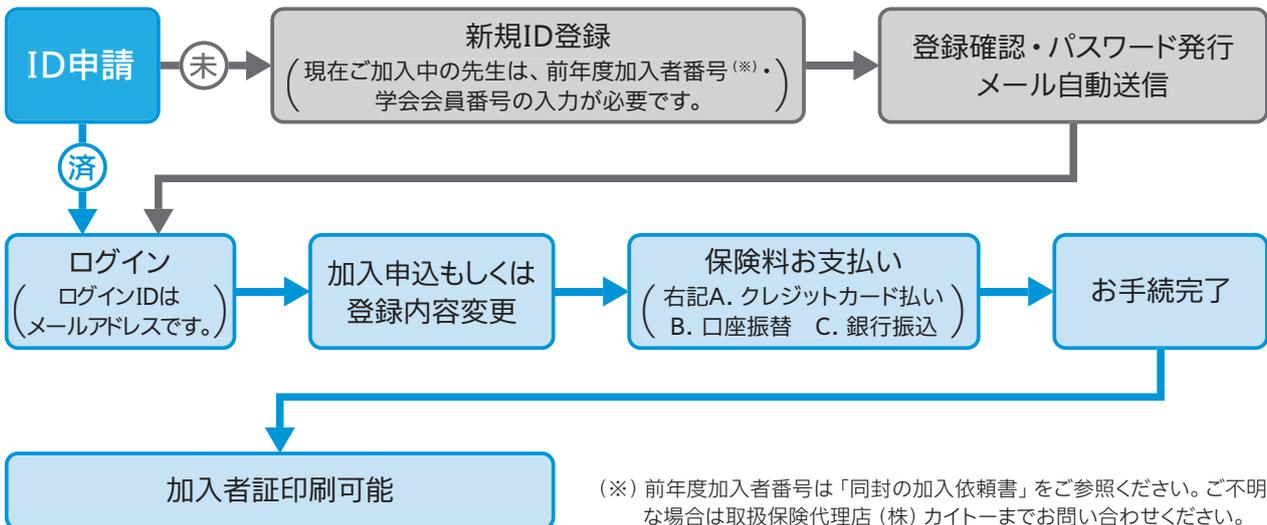 ID申請
未
新規ID登録
(現在ご加入中の先生は、前年度加入者番号(※)・
学会会員番号の入力が必要です。)
登録確認・パスワード発行
メール自動送信
済
ログイン
(ログインIDは
メールアドレスです。)
加入申込もしくは
登録内容変更
保険料お支払い
(右記A. クレジットカード払い
B. 口座振替 C. 銀行振込)
お手続完了
加入者証印刷可能
(※) 前年度加入者番号は「同封の加入依頼書」をご参照ください。ご不明
な場合は取扱保険代理店(株)カイトーまでお問い合わせください。